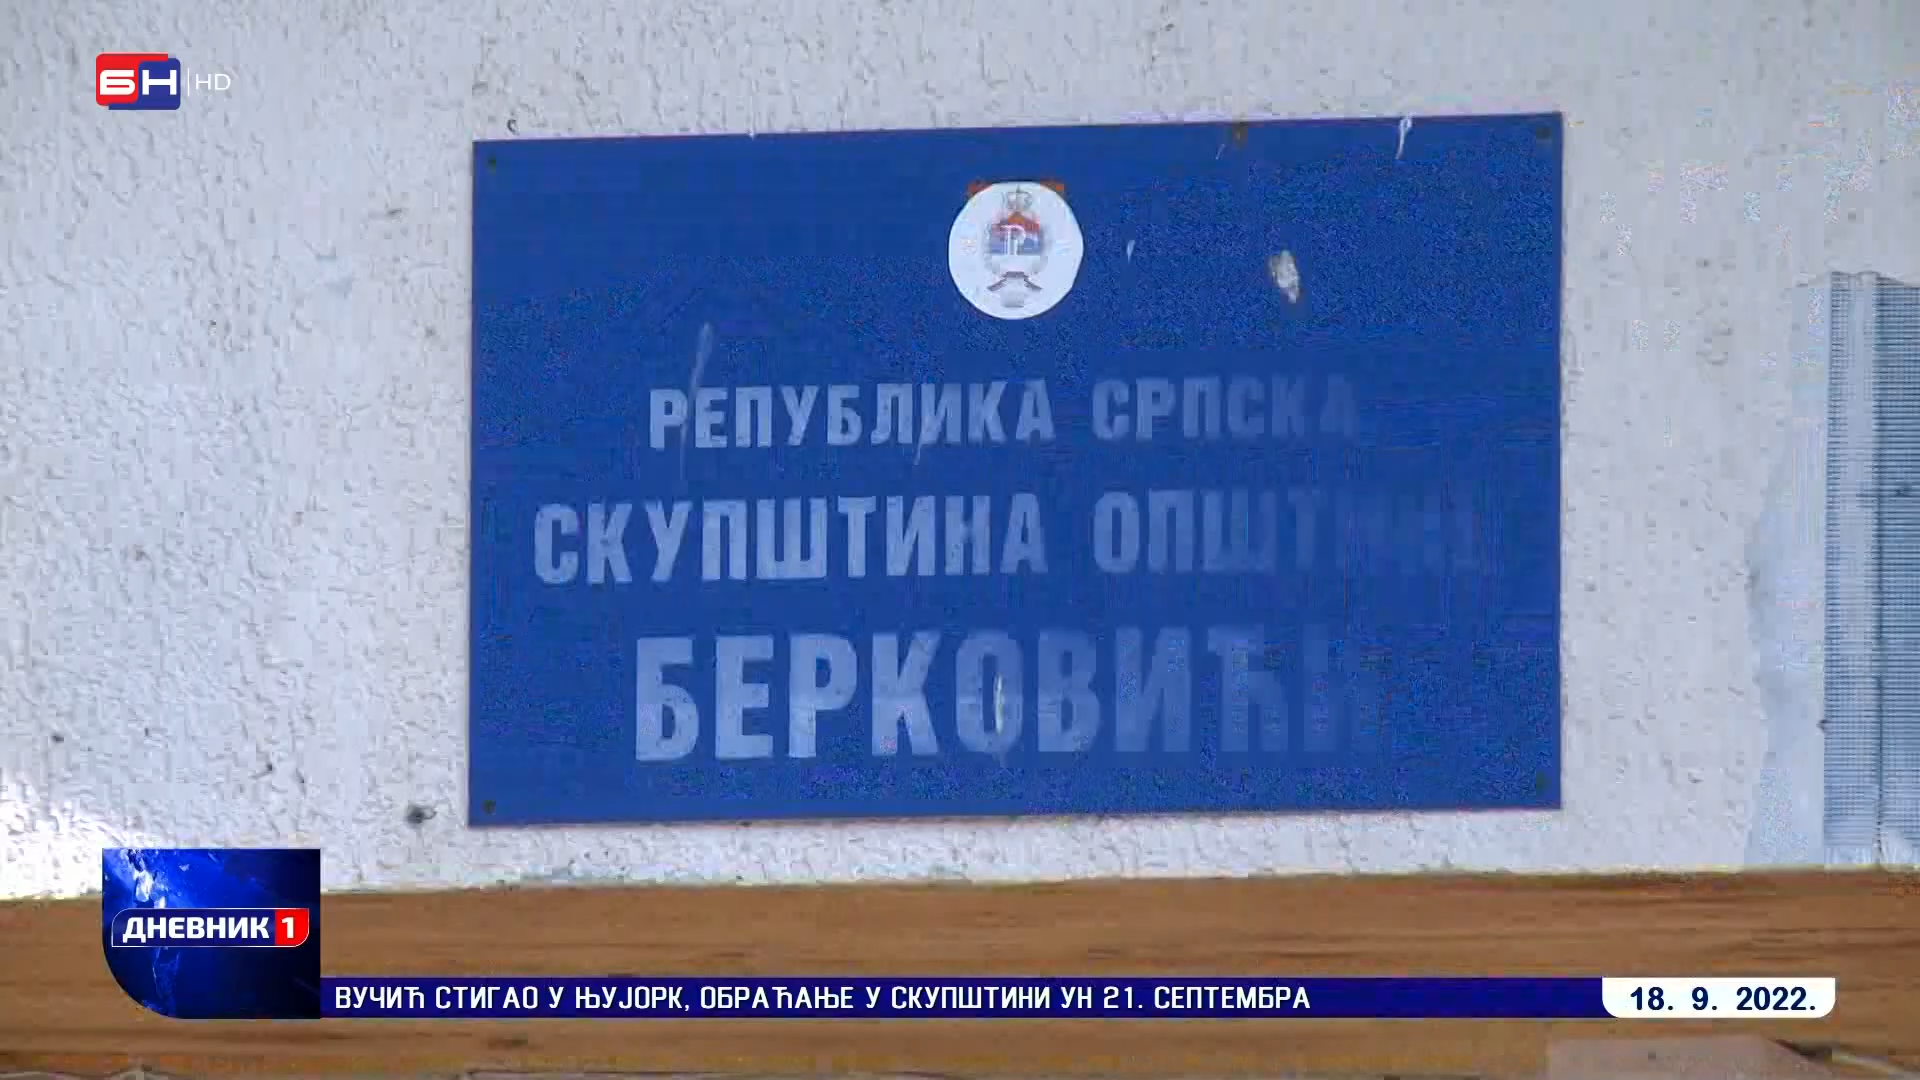 БН HD
РЕПУБЛИКА СРПСКА
СКУПШТИНА ОПШТИНА
БЕРКОВИЋИ
ДНЕВНИК 1
ВУЧИЋ СТИГАО У ЊУЈОРК, ОБРАЋАЊЕ У СКУПШТИНИ УН 21. СЕПТЕМБРА
18. 9. 2022.